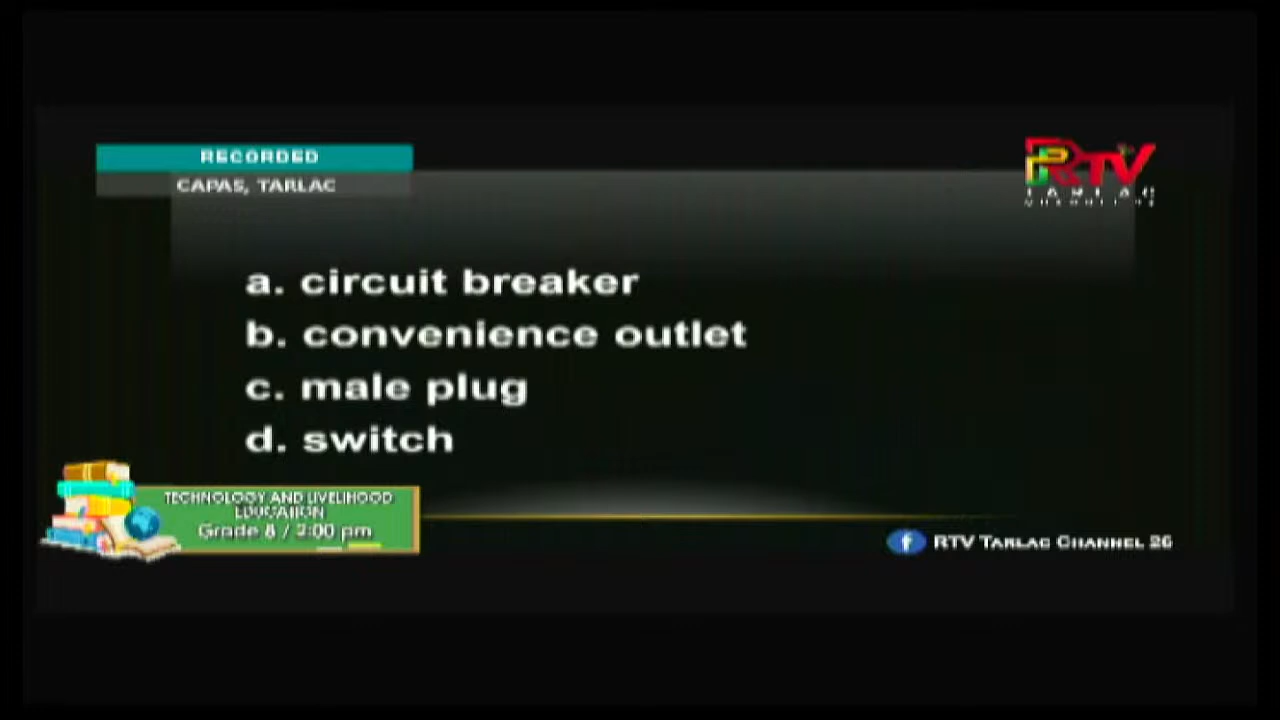 RECORDED
CAPAS, TARLAC
RTV
TARLAC
a. circuit breaker
b. convenience outlet
c. male plug
d. switch
TECHNOLOGY AND LIVELIHOOD
EDUCATION
Grade 8 / 2:00 pm
RTV TARLAC CHANNEL 26